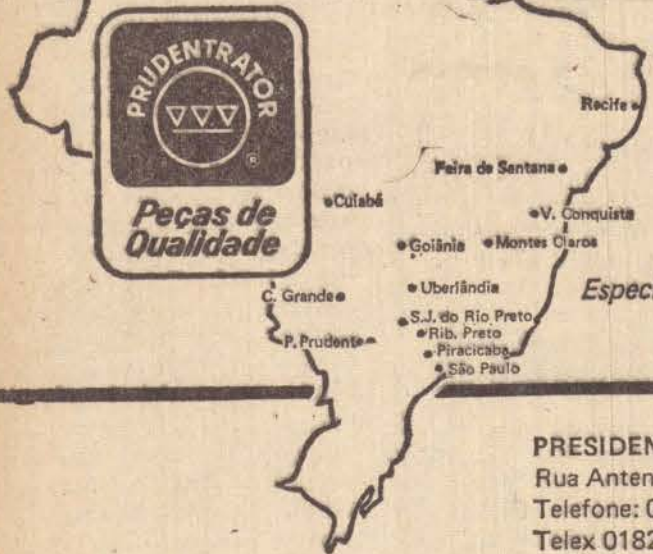 PRUDENTRATOR
®
Peças de
Qualidade
Recife
Feira de Santana
Cuiabá
V. Conquista
Goiânia
Montes Claros
Uberlândia
C. Grande
S.J. do Rio Preto
Rib. Preto
P. Prudente
Piracicaba
São Paulo
Espec
PRESIDEN
Rua Anten
Telefone: 0
Telex 0182